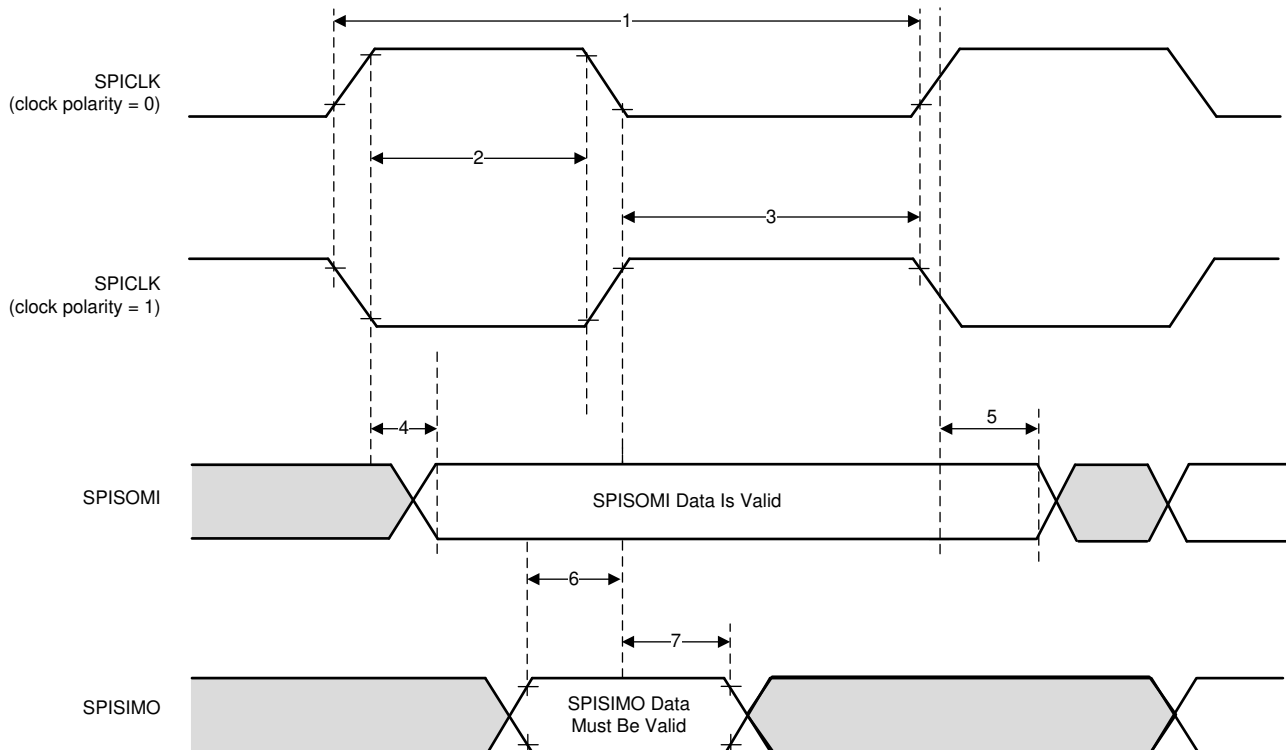 1
SPICLK
(clock polarity = 0)
2
3
SPICLK
(clock polarity = 1)
4
5
SPISOMI
SPISOMI Data Is Valid
6
7
SPISIMO
SPISIMO Data
Must Be Valid